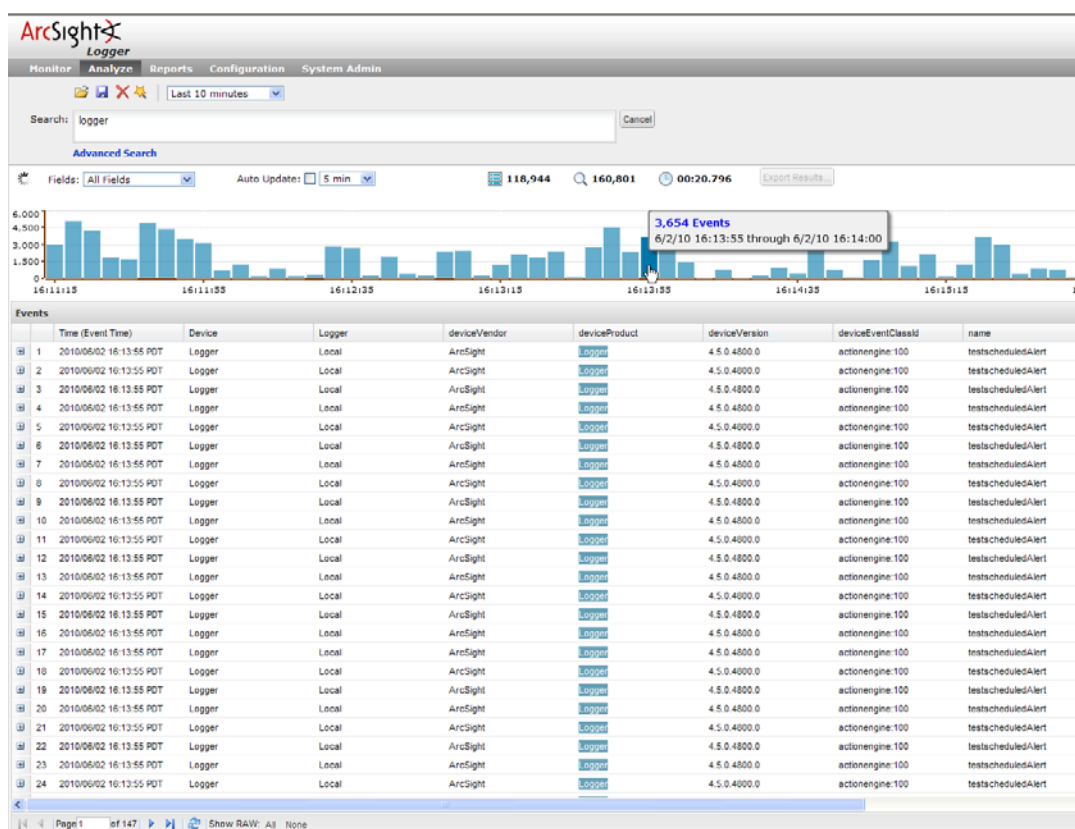 ArcSight
Logger
Monitor Analyze Reports Configuration System Admin
Last 10 minutes
Search: logger Cancel
Advanced Search
Fields: All Fields Auto Update: 5 min 118,944 160,801 00:20.796 Export Results...
6.000
4.500
3.000
1.500
0
3,654 Events
6/2/10 16:13:55 through 6/2/10 16:14:00
16:11:15 16:11:55 16:12:35 16:13:15 16:13:55 16:14:35 16:15:15 1
Events
Time (Event Time) Device Logger deviceVendor deviceProduct deviceVersion deviceEventClassId name
1 2010/06/02 16:13:55 PDT Logger Local ArcSight Logger 4.5.0.4800.0 actionengine:100 testscheduledAlert
2 2010/06/02 16:13:55 PDT Logger Local ArcSight Logger 4.5.0.4800.0 actionengine:100 testscheduledAlert
3 2010/06/02 16:13:55 PDT Logger Local ArcSight Logger 4.5.0.4800.0 actionengine:100 testscheduledAlert
4 2010/06/02 16:13:55 PDT Logger Local ArcSight Logger 4.5.0.4800.0 actionengine:100 testscheduledAlert
5 2010/06/02 16:13:55 PDT Logger Local ArcSight Logger 4.5.0.4800.0 actionengine:100 testscheduledAlert
6 2010/06/02 16:13:55 PDT Logger Local ArcSight Logger 4.5.0.4800.0 actionengine:100 testscheduledAlert
7 2010/06/02 16:13:55 PDT Logger Local ArcSight Logger 4.5.0.4800.0 actionengine:100 testscheduledAlert
8 2010/06/02 16:13:55 PDT Logger Local ArcSight Logger 4.5.0.4800.0 actionengine:100 testscheduledAlert
9 2010/06/02 16:13:55 PDT Logger Local ArcSight Logger 4.5.0.4800.0 actionengine:100 testscheduledAlert
10 2010/06/02 16:13:55 PDT Logger Local ArcSight Logger 4.5.0.4800.0 actionengine:100 testscheduledAlert
11 2010/06/02 16:13:55 PDT Logger Local ArcSight Logger 4.5.0.4800.0 actionengine:100 testscheduledAlert
12 2010/06/02 16:13:55 PDT Logger Local ArcSight Logger 4.5.0.4800.0 actionengine:100 testscheduledAlert
13 2010/06/02 16:13:55 PDT Logger Local ArcSight Logger 4.5.0.4800.0 actionengine:100 testscheduledAlert
14 2010/06/02 16:13:55 PDT Logger Local ArcSight Logger 4.5.0.4800.0 actionengine:100 testscheduledAlert
15 2010/06/02 16:13:55 PDT Logger Local ArcSight Logger 4.5.0.4800.0 actionengine:100 testscheduledAlert
16 2010/06/02 16:13:55 PDT Logger Local ArcSight Logger 4.5.0.4800.0 actionengine:100 testscheduledAlert
17 2010/06/02 16:13:55 PDT Logger Local ArcSight Logger 4.5.0.4800.0 actionengine:100 testscheduledAlert
18 2010/06/02 16:13:55 PDT Logger Local ArcSight Logger 4.5.0.4800.0 actionengine:100 testscheduledAlert
19 2010/06/02 16:13:55 PDT Logger Local ArcSight Logger 4.5.0.4800.0 actionengine:100 testscheduledAlert
20 2010/06/02 16:13:55 PDT Logger Local ArcSight Logger 4.5.0.4800.0 actionengine:100 testscheduledAlert
21 2010/06/02 16:13:55 PDT Logger Local ArcSight Logger 4.5.0.4800.0 actionengine:100 testscheduledAlert
22 2010/06/02 16:13:55 PDT Logger Local ArcSight Logger 4.5.0.4800.0 actionengine:100 testscheduledAlert
23 2010/06/02 16:13:55 PDT Logger Local ArcSight Logger 4.5.0.4800.0 actionengine:100 testscheduledAlert
24 2010/06/02 16:13:55 PDT Logger Local ArcSight Logger 4.5.0.4800.0 actionengine:100 testscheduledAlert
Page 1 of 147 Show RAW: All None